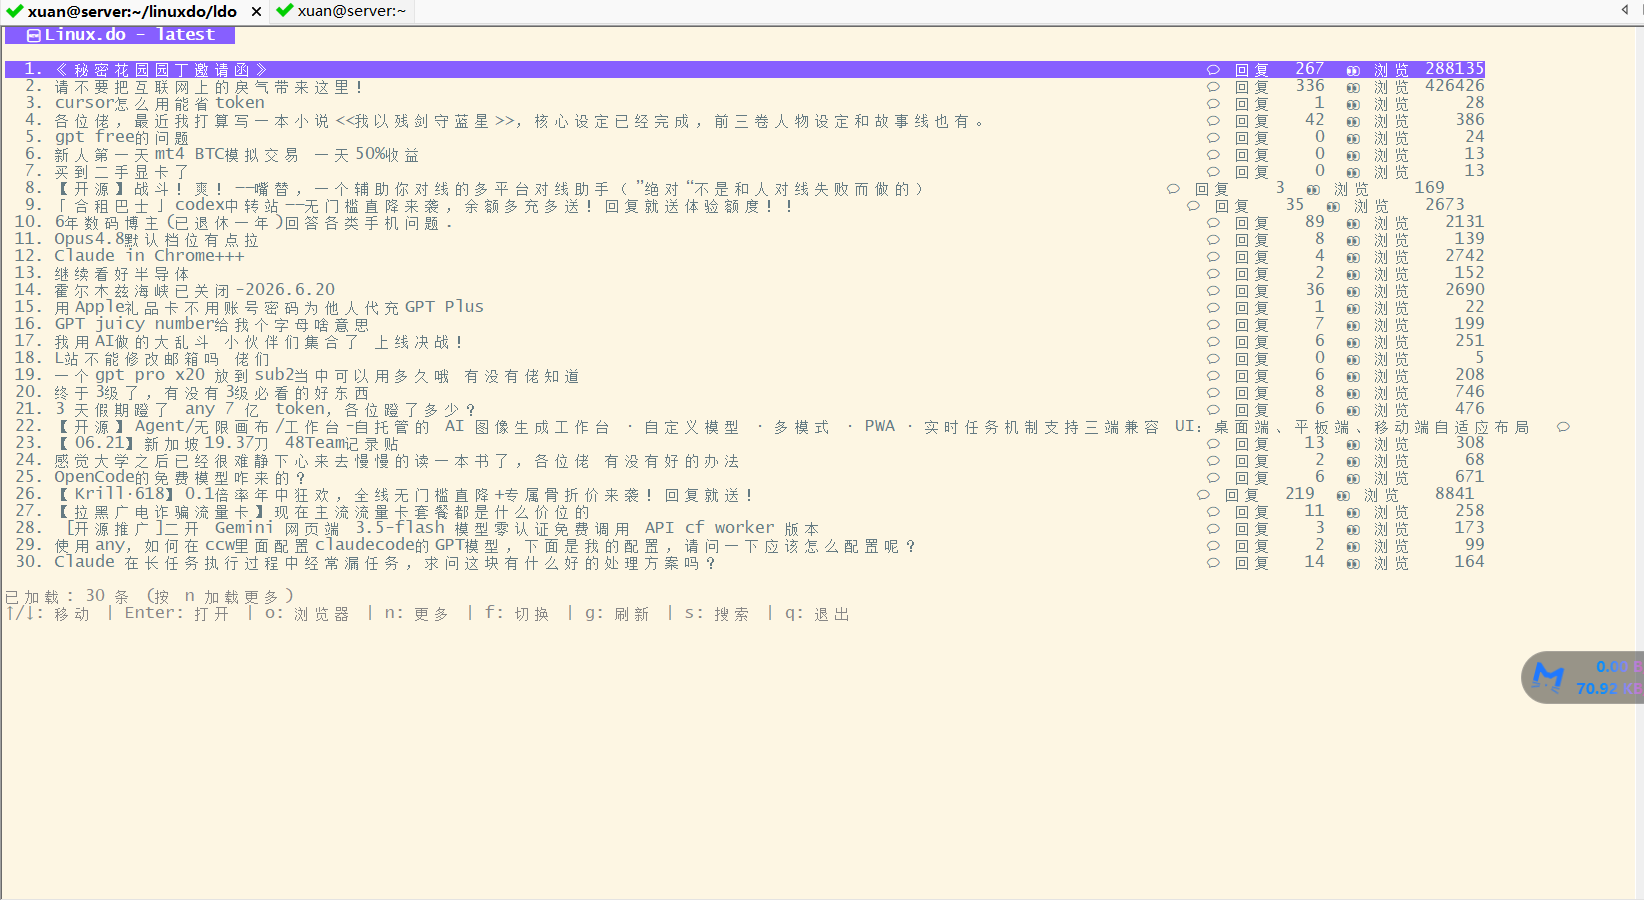 xuan@server:~/linuxdo/ldo × xuan@server:~
Linux.do - latest
1. 《秘密花园园丁邀请函》 回复 267 浏览 288135
2. 请不要把互联网上的戾气带来这里! 回复 336 浏览 426426
3. cursor怎么用能省token 回复 1 浏览 28
4. 各位佬,最近我打算写一本小说<<我以残剑守蓝星>>,核心设定已经完成,前三卷人物设定和故事线也有。 回复 42 浏览 386
5. gpt free的问题 回复 0 浏览 24
6. 新人第一天mt4 BTC模拟交易 一天50%收益 回复 0 浏览 13
7. 买到二手显卡了 回复 0 浏览 13
8. 【开源】战斗!爽!——嘴替,一个辅助你对线的多平台对线助手(”绝对“不是和人对线失败而做的) 回复 3 浏览 169
9. 「合租巴士」codex中转站——无门槛直降来袭,余额多充多送!回复就送体验额度!! 回复 35 浏览 2673
10. 6年数码博主(已退休一年)回答各类手机问题. 回复 89 浏览 2131
11. Opus4.8默认档位有点拉 回复 8 浏览 139
12. Claude in Chrome+++ 回复 4 浏览 2742
13. 继续看好半导体 回复 2 浏览 152
14. 霍尔木兹海峡已关闭-2026.6.20 回复 36 浏览 2690
15. 用Apple礼品卡不用账号密码为他人代充GPT Plus 回复 1 浏览 22
16. GPT juicy number给我个字母啥意思 回复 7 浏览 199
17. 我用AI做的大乱斗 小伙伴们集合了 上线决战! 回复 6 浏览 251
18. L站不能修改邮箱吗 佬们 回复 0 浏览 5
19. 一个 gpt pro x20 放到sub2当中可以用多久哦 有没有佬知道 回复 6 浏览 208
20. 终于3级了,有没有3级必看的好东西 回复 8 浏览 746
21. 3 天假期蹬了 any 7 亿 token,各位蹬了多少? 回复 6 浏览 476
22. 【开源】Agent/无限画布/工作台-自托管的 AI 图像生成工作台 · 自定义模型 · 多模式 · PWA · 实时任务机制支持三端兼容 UI:桌面端、平板端、移动端自适应布局
23. 【06.21】新加坡19.37刀 48Team记录贴 回复 13 浏览 308
24. 感觉大学之后已经很难静下心来去慢慢的读一本书了,各位佬 有没有好的办法 回复 2 浏览 68
25. OpenCode的免费模型咋来的? 回复 6 浏览 671
26. 【Krill·618】0.1倍率年中狂欢,全线无门槛直降+专属骨折价来袭!回复就送! 回复 219 浏览 8841
27. 【拉黑广电诈骗流量卡】现在主流流量卡套餐都是什么价位的 回复 11 浏览 258
28. [开源推广]二开 Gemini 网页端 3.5-flash 模型零认证免费调用 API cf worker 版本 回复 3 浏览 173
29. 使用any,如何在ccw里面配置claudecode的GPT模型,下面是我的配置,请问一下应该怎么配置呢? 回复 2 浏览 99
30. Claude 在长任务执行过程中经常漏任务,求问这块有什么好的处理方案吗? 回复 14 浏览 164
已加载: 30 条 (按 n 加载更多)
↑/↓: 移动 | Enter: 打开 | o: 浏览器 | n: 更多 | f: 切换 | g: 刷新 | s: 搜索 | q: 退出
0.00
70.92